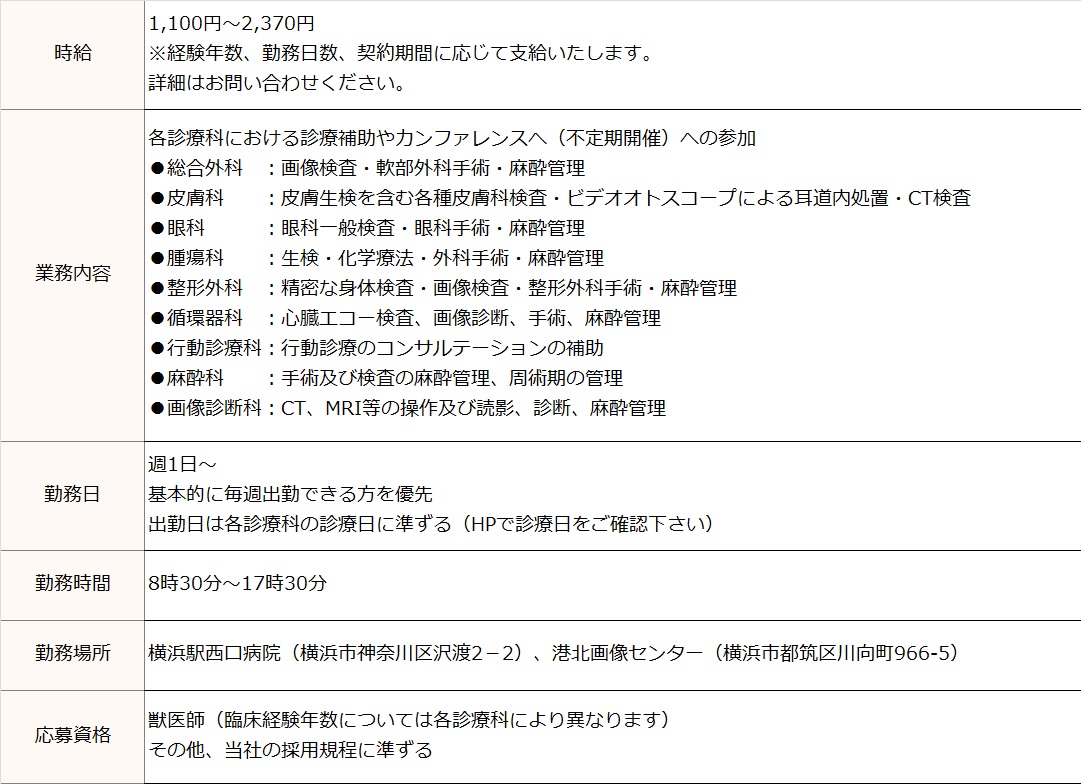 時給
1,100円～2,370円
※経験年数、勤務日数、契約期間に応じて支給いたします。
詳細はお問い合わせください。
業務内容
各診療科における診療補助やカンファレンスへ（不定期開催）への参加
●総合外科　：画像検査・軟部外科手術・麻酔管理
●皮膚科　　：皮膚生検を含む各種皮膚科検査・ビデオオトスコープによる耳道内処置・CT検査
●眼科　　　：眼科一般検査・眼科手術・麻酔管理
●腫瘍科　　：生検・化学療法・外科手術・麻酔管理
●整形外科　：精密な身体検査・画像検査・整形外科手術・麻酔管理
●循環器科　：心臓エコー検査、画像診断、手術、麻酔管理
●行動診療科：行動診療のコンサルテーションの補助
●麻酔科　　：手術及び検査の麻酔管理、周術期の管理
●画像診断科：CT、MRI等の操作及び読影、診断、麻酔管理
勤務日
週1日～
基本的に毎週出勤できる方を優先
出勤日は各診療科の診療日に準ずる（HPで診療日をご確認下さい）
勤務時間
8時30分～17時30分
勤務場所
横浜駅西口病院（横浜市神奈川区沢渡2－2）、港北画像センター（横浜市都筑区川向町966-5）
応募資格
獣医師（臨床経験年数については各診療科により異なります）
その他、当社の採用規程に準ずる